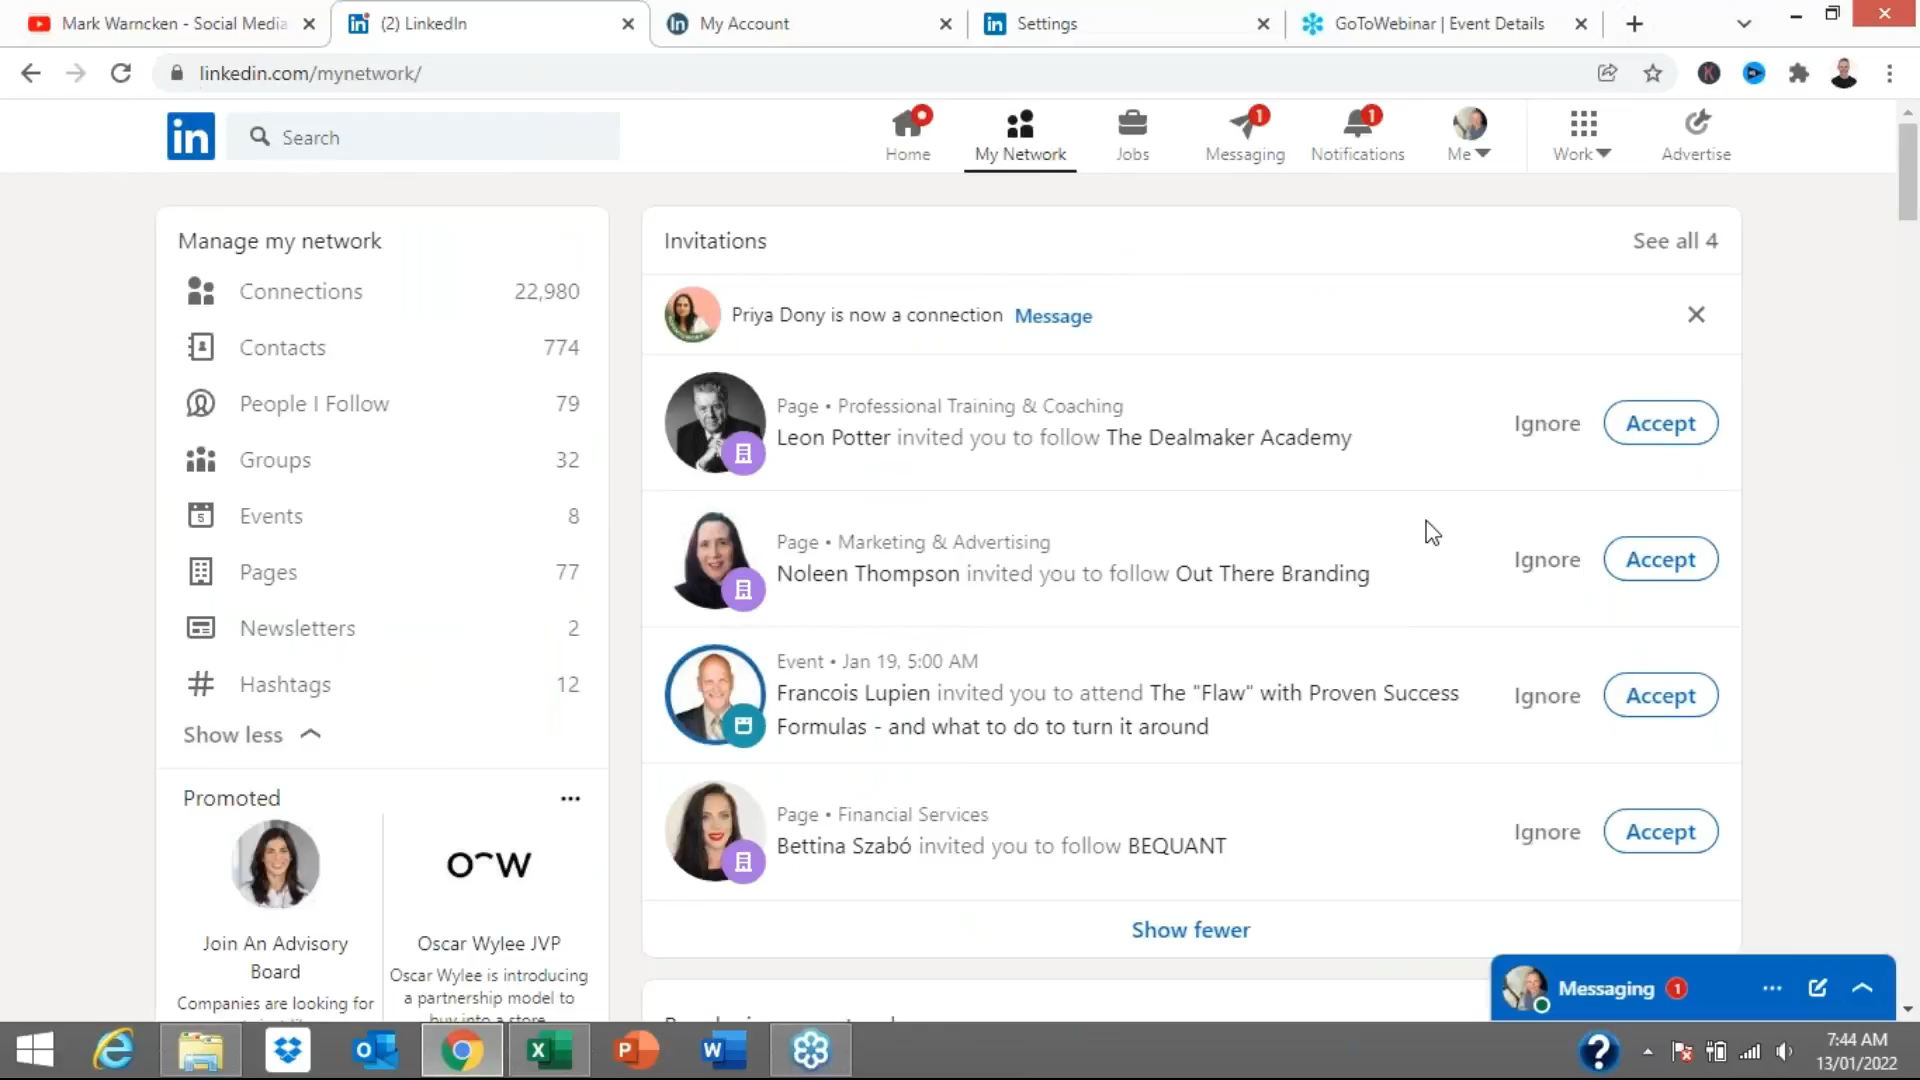 Mark Warncken - Social Media
(2) LinkedIn
My Account
Settings
GoToWebinar | Event Details
linkedin.com/mynetwork/
K
in
Search
Home
My Network
Jobs
1
Messaging
1
Notifications
Me
Work
Advertise
Manage my network
Connections 22,980
Contacts 774
People I Follow 79
Groups 32
Events 8
Pages 77
Newsletters 2
Hashtags 12
Show less
Promoted
O~W
Join An Advisory
Board
Companies are looking for
Oscar Wylee JVP
Oscar Wylee is introducing
a partnership model to
buy into a store
Invitations See all 4
Priya Dony is now a connection Message
Page • Professional Training & Coaching
Leon Potter invited you to follow The Dealmaker Academy
Ignore Accept
Page • Marketing & Advertising
Noleen Thompson invited you to follow Out There Branding
Ignore Accept
Event • Jan 19, 5:00 AM
Francois Lupien invited you to attend The "Flaw" with Proven Success
Formulas - and what to do to turn it around
Ignore Accept
Page • Financial Services
Bettina Szabó invited you to follow BEQUANT
Ignore Accept
Show fewer
Messaging 1
7:44 AM
13/01/2022